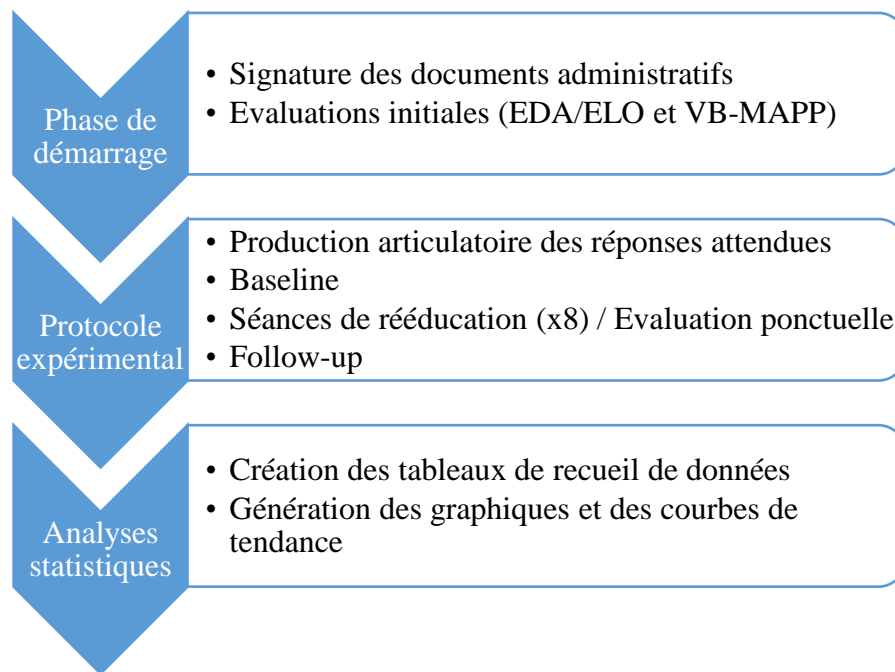 Phase de
démarrage
• Signature des documents administratifs
• Evaluations initiales (EDA/ELO et VB-MAPP)
Protocole
expérimental
• Production articulatoire des réponses attendues
• Baseline
• Séances de rééducation (x8) / Evaluation ponctuelle
• Follow-up
Analyses
statistiques
• Création des tableaux de recueil de données
• Génération des graphiques et des courbes de
tendance